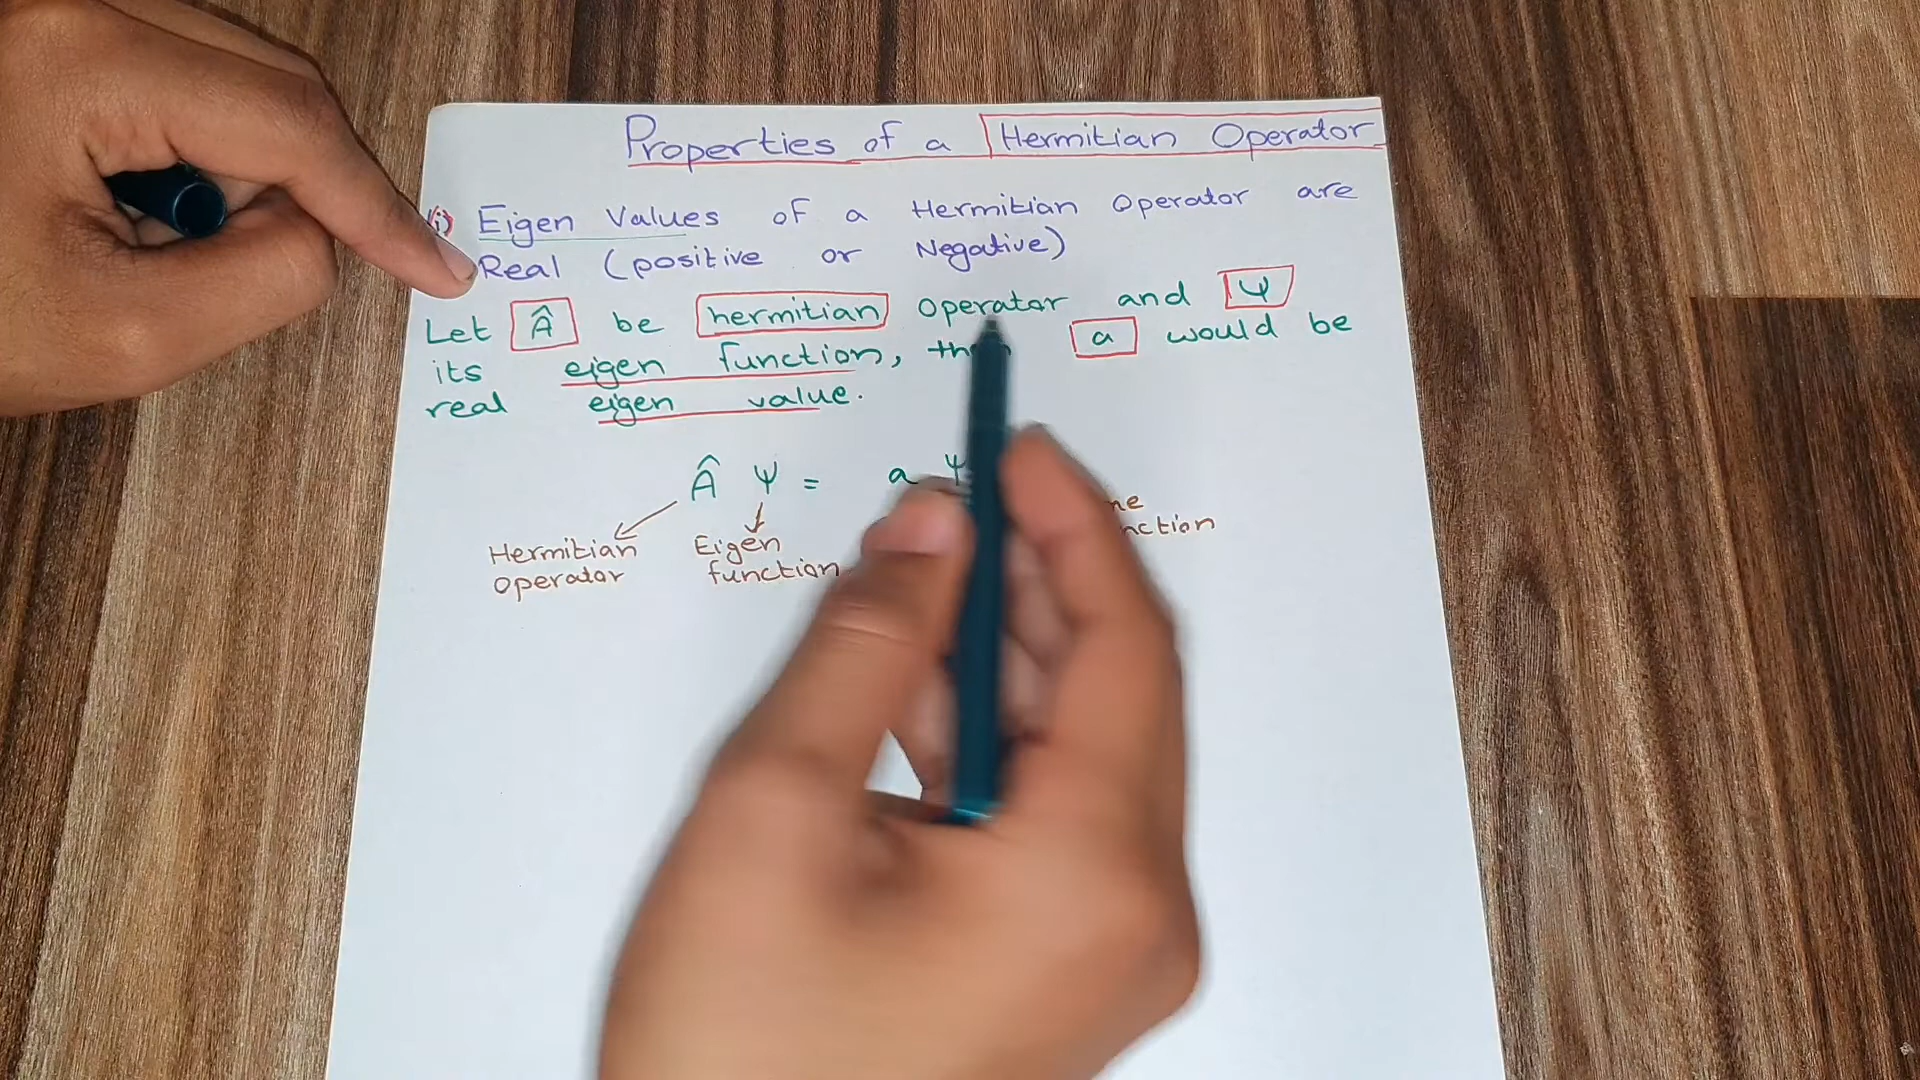 Properties of a Hermitian Operator
(i) Eigen Values of a Hermitian Operator are
Real (positive or Negative)
Let Â be hermitian operator and Ψ
its eigen function, then a would be
real eigen value.
Â Ψ = a Ψ
Hermitian
operator
Eigen
function